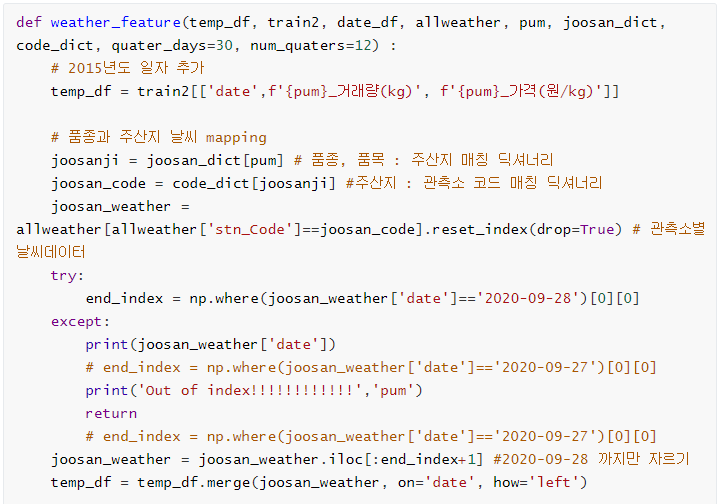 def weather_feature(temp_df, train2, date_df, allweather, pum, joosan_dict,
code_dict, quater_days=30, num_quaters=12) :
    # 2015년도 일자 추가
    temp_df = train2[['date',f'{pum}_거래량(kg)', f'{pum}_가격(원/kg)']]

    # 품종과 주산지 날씨 mapping
    joosanji = joosan_dict[pum] # 품종, 품목 : 주산지 매칭 딕셔너리
    joosan_code = code_dict[joosanji] #주산지 : 관측소 코드 매칭 딕셔너리
    joosan_weather =
allweather[allweather['stn_Code']==joosan_code].reset_index(drop=True) # 관측소별
날씨데이터
    try:
        end_index = np.where(joosan_weather['date']=='2020-09-28')[0][0]
    except:
        print(joosan_weather['date'])
        # end_index = np.where(joosan_weather['date']=='2020-09-27')[0][0]
        print('Out of index!!!!!!!!!!!!','pum')
        return
        # end_index = np.where(joosan_weather['date']=='2020-09-27')[0][0]
    joosan_weather = joosan_weather.iloc[:end_index+1] #2020-09-28 까지만 자르기
    temp_df = temp_df.merge(joosan_weather, on='date', how='left')